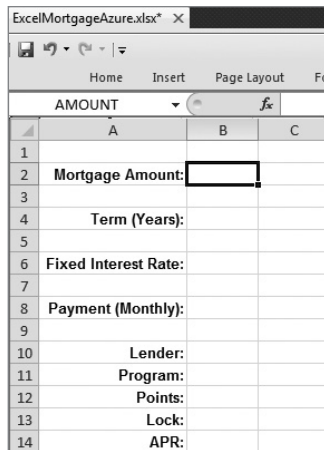 ExcelMortgageAzure.xlsx* X
Home Insert Page Layout
AMOUNT fx
A B C
1
2 Mortgage Amount:
3
4 Term (Years):
5
6 Fixed Interest Rate:
7
8 Payment (Monthly):
9
10 Lender:
11 Program:
12 Points:
13 Lock:
14 APR: